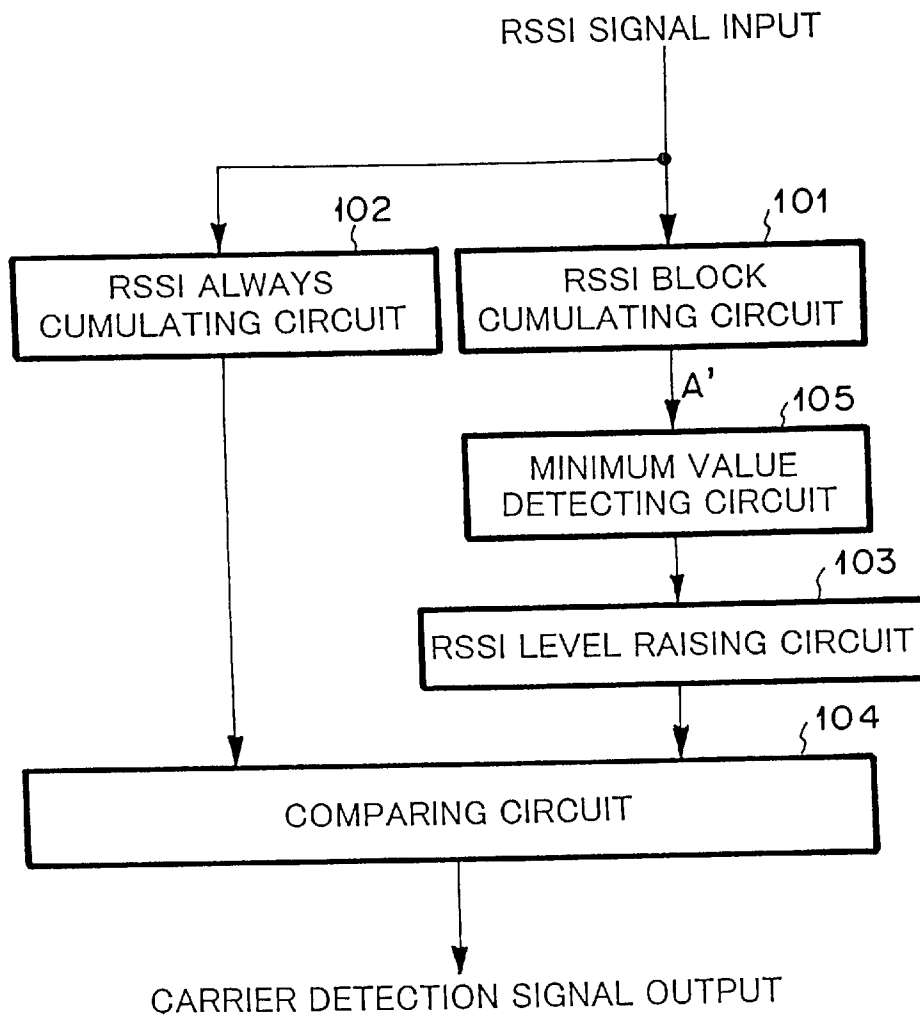 RSSI SIGNAL INPUT
102
101
RSSI ALWAYS
CUMULATING CIRCUIT
RSSI BLOCK
CUMULATING CIRCUIT
A'
105
MINIMUM VALUE
DETECTING CIRCUIT
103
RSSI LEVEL RAISING CIRCUIT
104
COMPARING CIRCUIT
CARRIER DETECTION SIGNAL OUTPUT